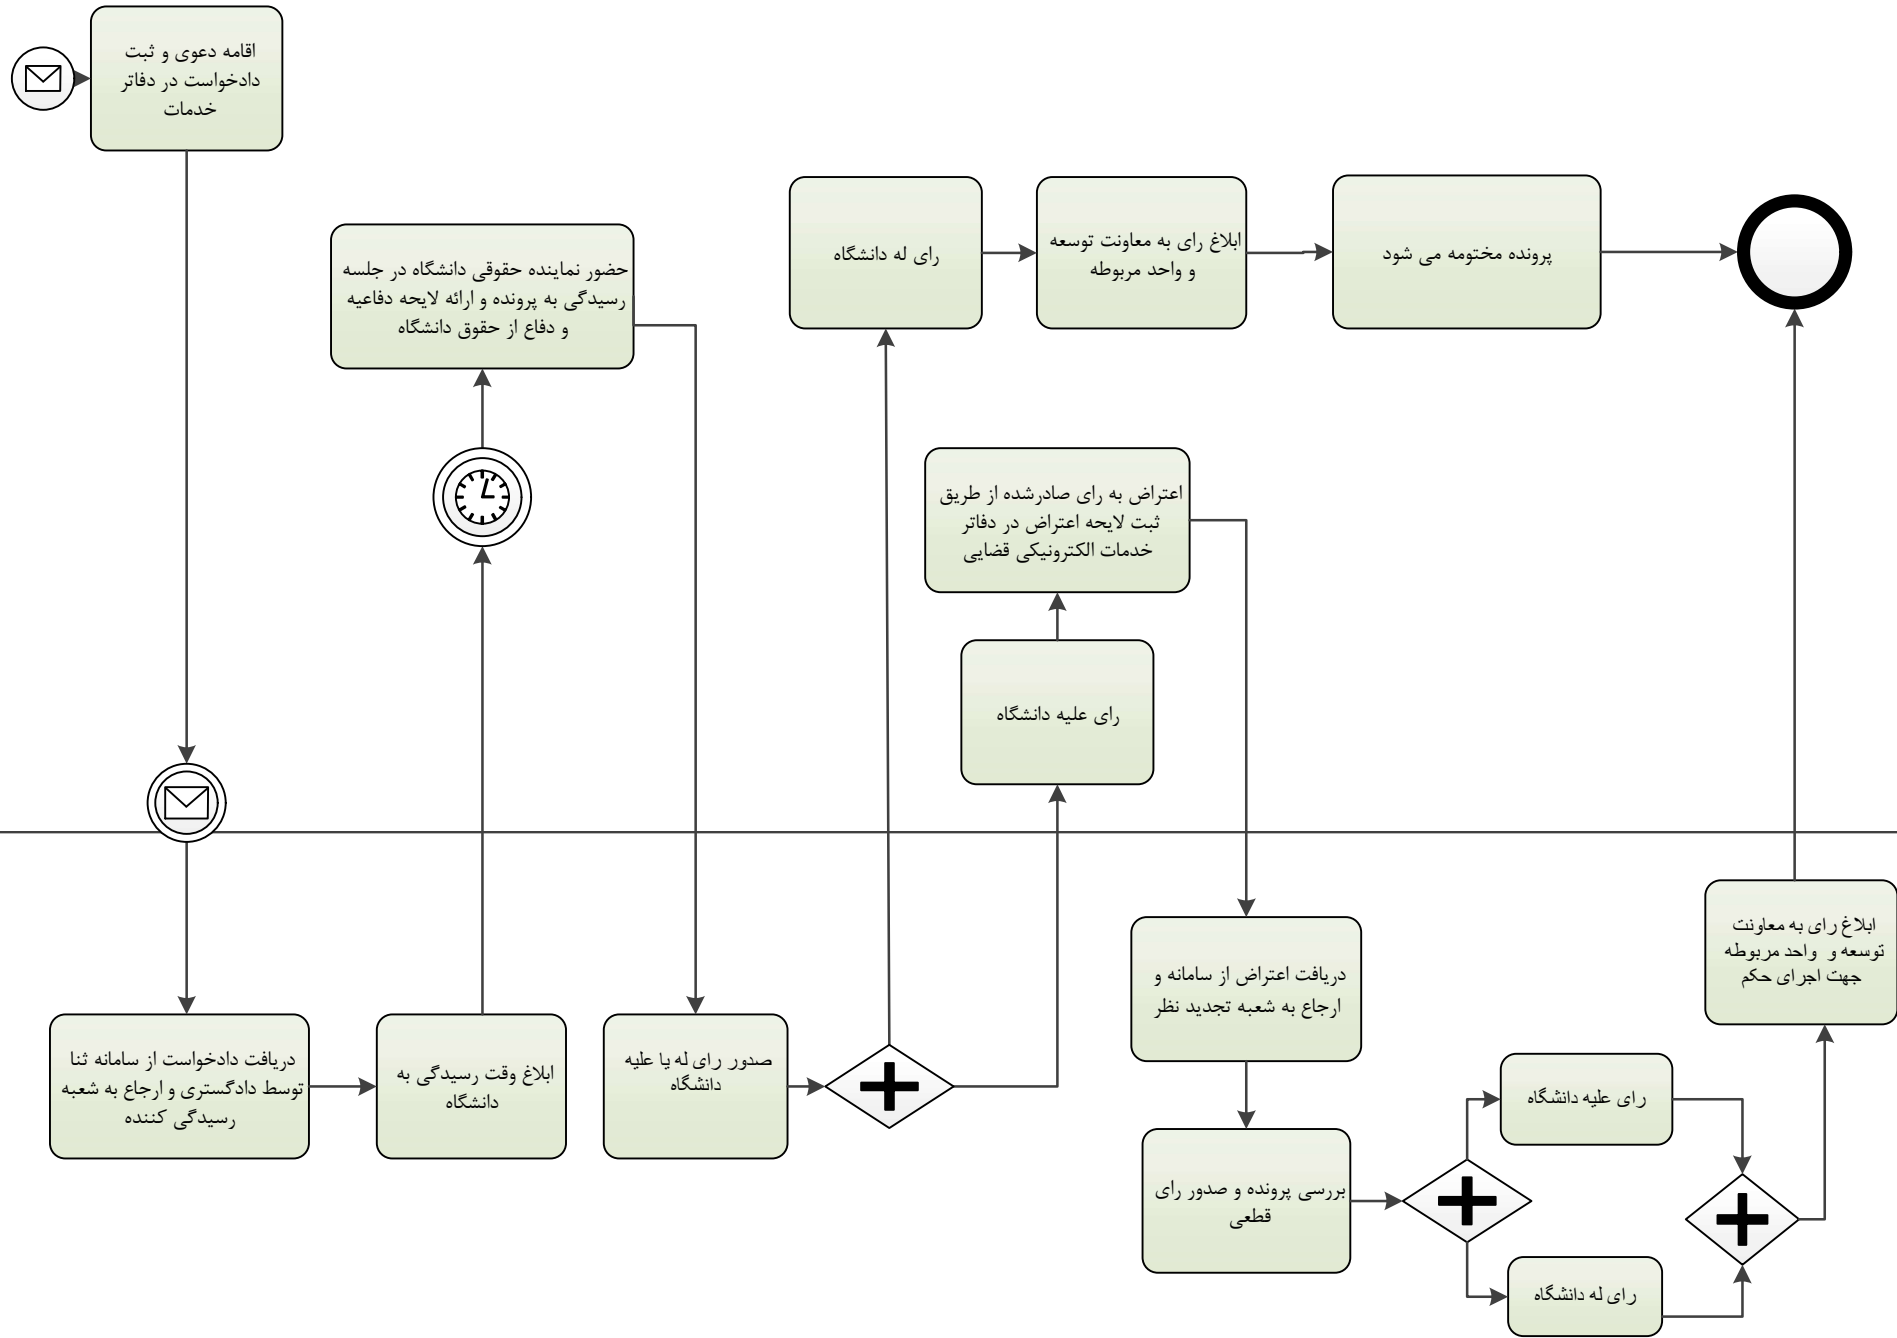 اقامه دعوی و ثبت
دادخواست در دفاتر
خدمات
حضور نماینده حقوقی دانشگاه در جلسه
رسیدگی به پرونده و ارائه لایحه دفاعیه
و دفاع از حقوق دانشگاه
رای له دانشگاه
ابلاغ رای به معاونت توسعه
و واحد مربوطه
پرونده مختومه می شود
اعتراض به رای صادرشده از طریق
ثبت لایحه اعتراض در دفاتر
خدمات الکترونیکی قضایی
رای علیه دانشگاه
دریافت دادخواست از سامانه ثنا
توسط دادگستری و ارجاع به شعبه
رسیدگی کننده
ابلاغ وقت رسیدگی به
دانشگاه
صدور رای له یا علیه
دانشگاه
دریافت اعتراض از سامانه و
ارجاع به شعبه تجدید نظر
بررسی پرونده و صدور رای
قطعی
رای علیه دانشگاه
رای له دانشگاه
ابلاغ رای به معاونت
توسعه و واحد مربوطه
جهت اجرای حکم